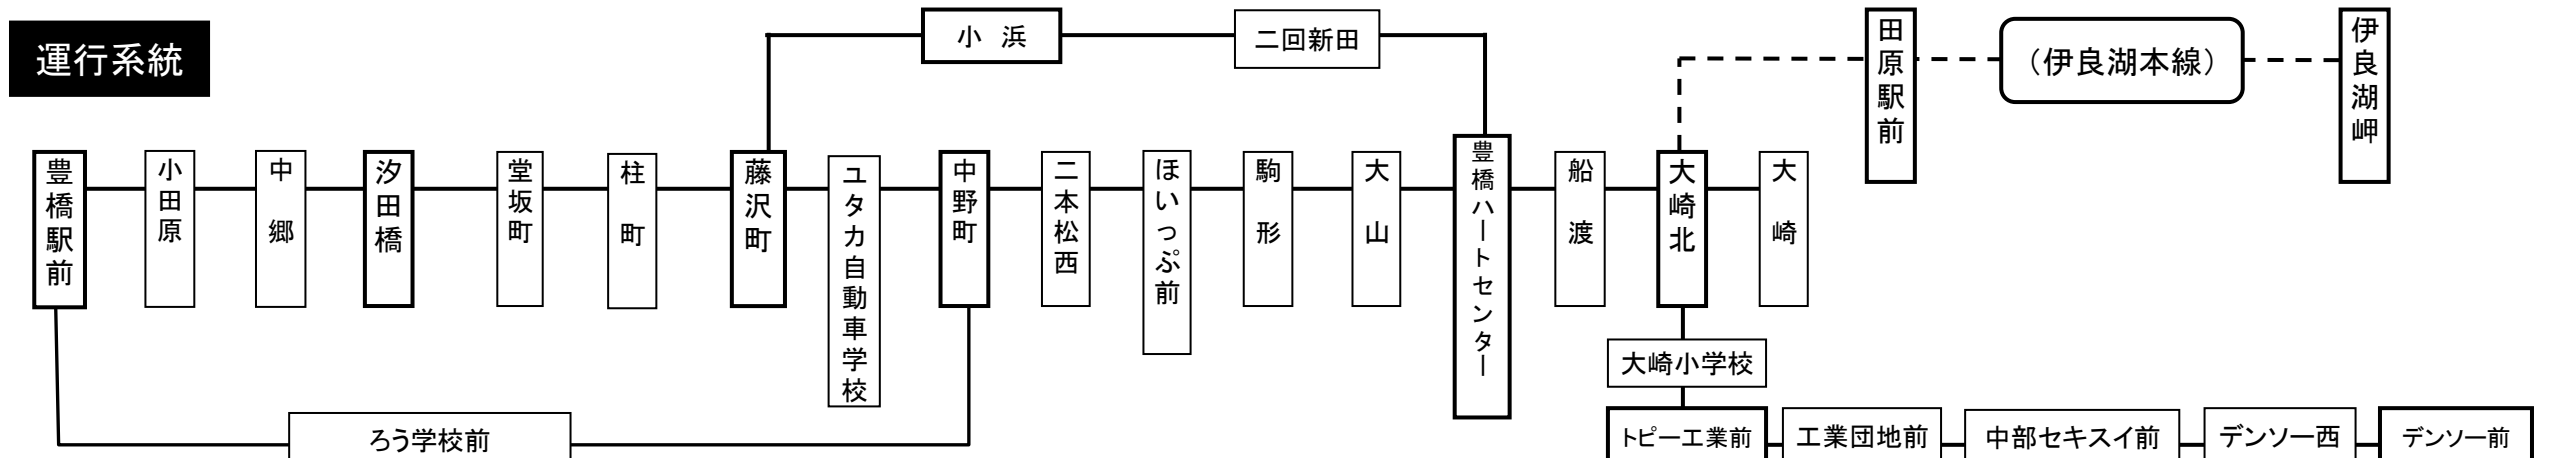 運行系統
小 浜
二回新田
田原駅前
（伊良湖本線）
伊良湖岬
豊橋駅前
小田原
中郷
汐田橋
堂坂町
柱町
藤沢町
ユタカ自動車学校
中野町
二本松西
ほいっぷ前
駒形
大山
豊橋ハートセンター
船渡
大崎北
大崎
大崎小学校
ろう学校前
トピー工業前
工業団地前
中部セキスイ前
デンソー西
デンソー前